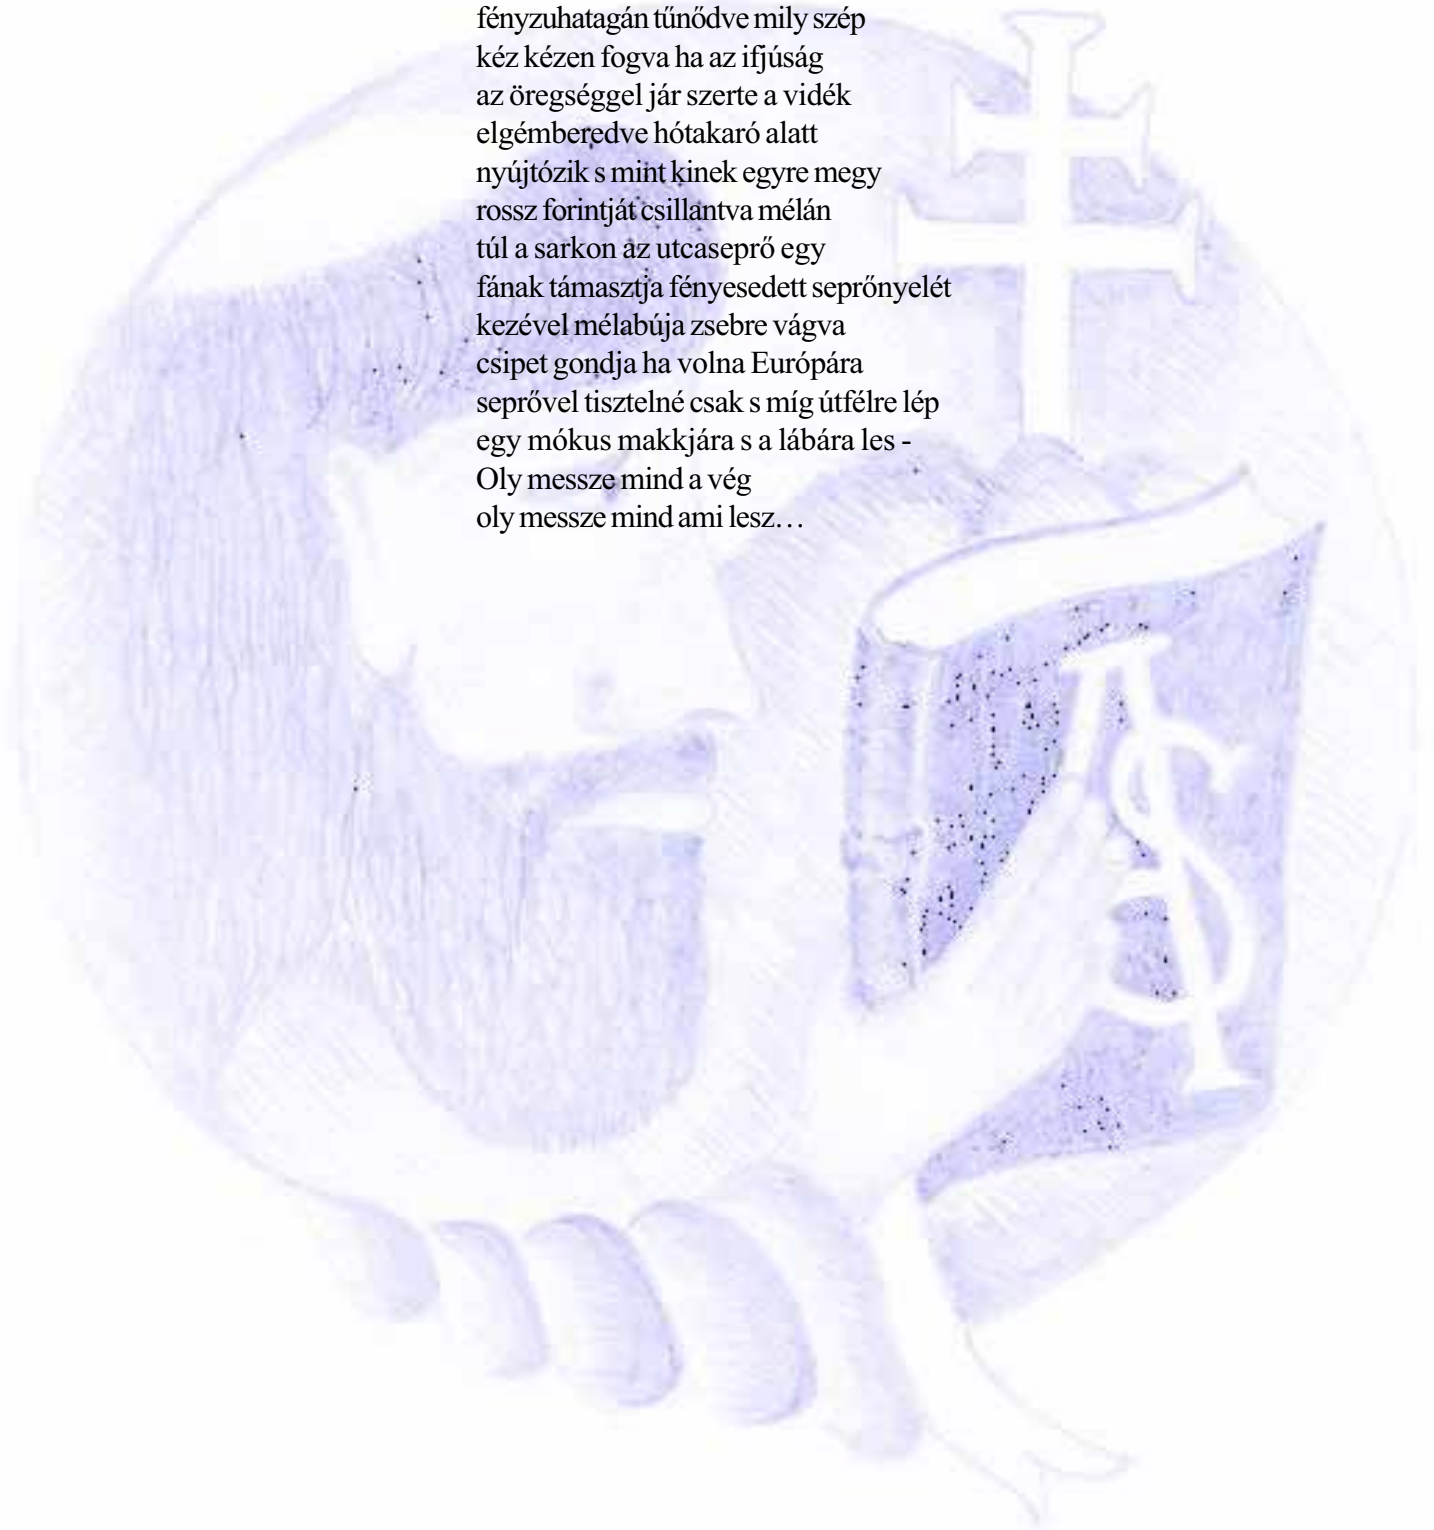 fényzuhatagán tűnődve mily szép
kéz kézen fogva ha az ifjúság
az öregséggel jár szerte a vidék
elgémberedve hótakaró alatt
nyújtózik s mint kinek egyre megy
rossz forintját csillantva mélán
túl a sarkon az utcaseprő egy
fának támasztja fényesedett seprőnyelét
kezével mélabúja zsebre vágva
csipet gondja ha volna Európára
seprővel tisztelné csak s míg útfélre lép
egy mókus makkjára s a lábára les -
Oly messze mind a vég
oly messze mind ami lesz…